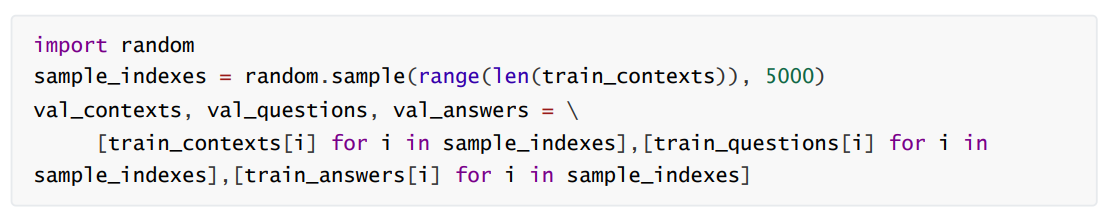 import random
sample_indexes = random.sample(range(len(train_contexts)), 5000)
val_contexts, val_questions, val_answers = \
     [train_contexts[i] for i in sample_indexes],[train_questions[i] for i in
sample_indexes],[train_answers[i] for i in sample_indexes]